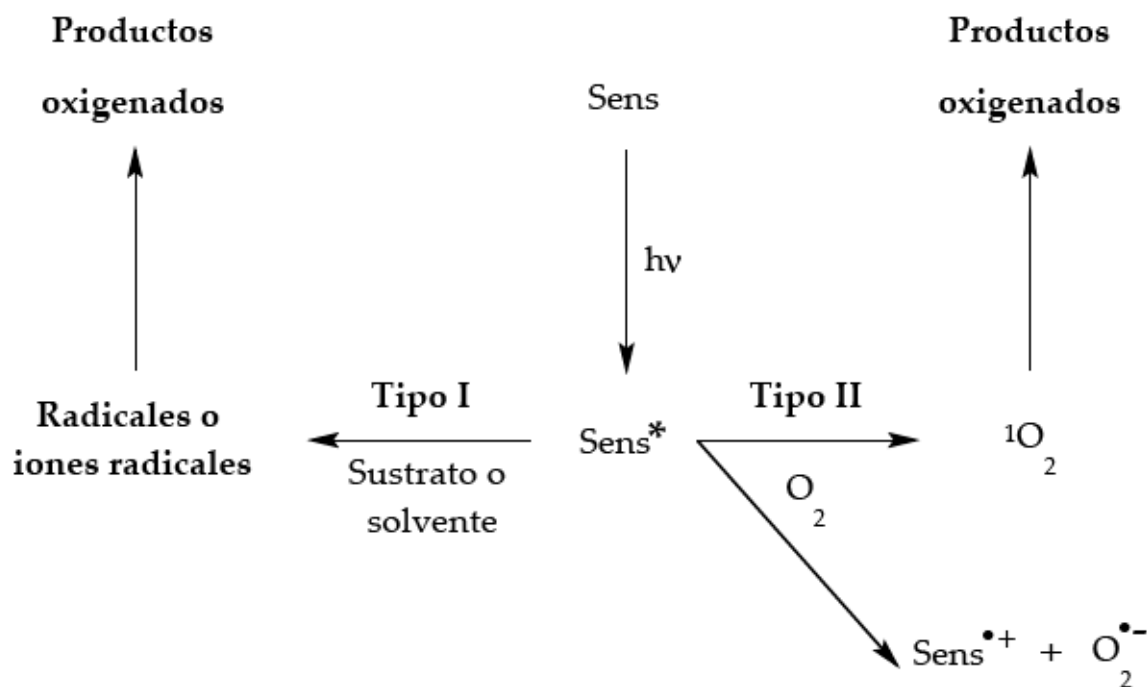 Productos
oxigenados
Sens
Productos
oxigenados
hν
Radicales o
iones radicales
Tipo I
Sustrato o
solvente
Sens*
Tipo II
O₂
¹O₂
Sens•+ + O₂•-